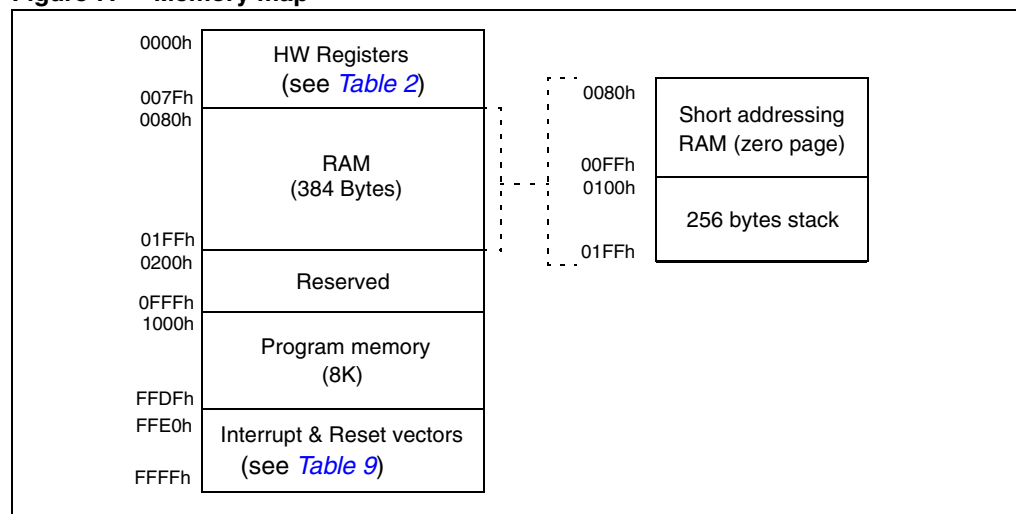 Figure Memory map
0000h
HW Registers
(see Table 2)
007Fh
0080h
RAM
(384 Bytes)
01FFh
0200h
Reserved
0FFFh
1000h
Program memory
(8K)
FFDFh
FFE0h
Interrupt & Reset vectors
(see Table 9)
FFFFh
0080h
Short addressing
RAM (zero page)
00FFh
0100h
256 bytes stack
01FFh